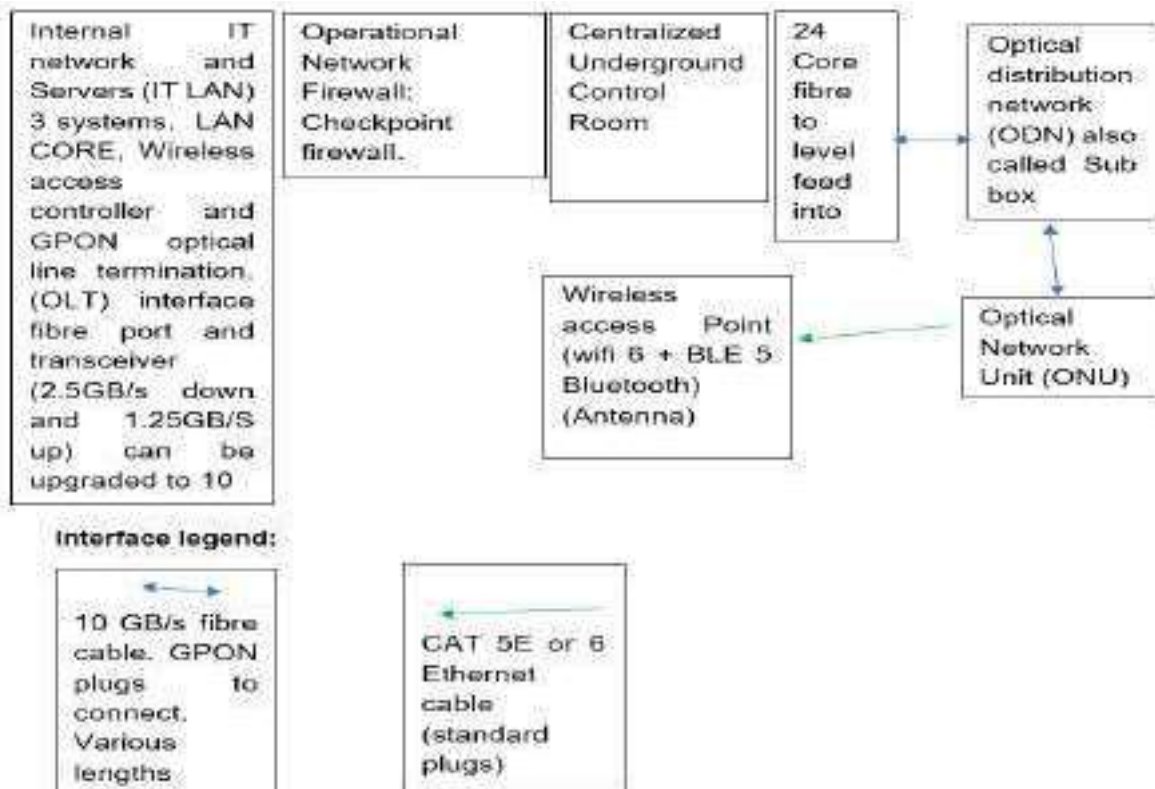 Internal IT
network and
Servers (IT LAN)
3 systems, LAN
CORE, Wireless
access
controller and
GPON optical
line termination.
(OLT) interface
fibre port and
transceiver
(2.5GB/s down
and 1.25GB/S
up) can be
upgraded to 10
Operational
Network
Firewall:
Checkpoint
firewall.
Centralized
Underground
Control
Room
24
Core
fibre
to
level
feed
into
Optical
distribution
network
(ODN) also
called Sub
box
Wireless
access Point
(wifi 6 + BLE 5
Bluetooth)
(Antenna)
Optical
Network
Unit (ONU)
Interface legend:
10 GB/s fibre
cable. GPON
plugs to
connect.
Various
lengths
CAT 5E or 6
Ethernet
cable
(standard
plugs)